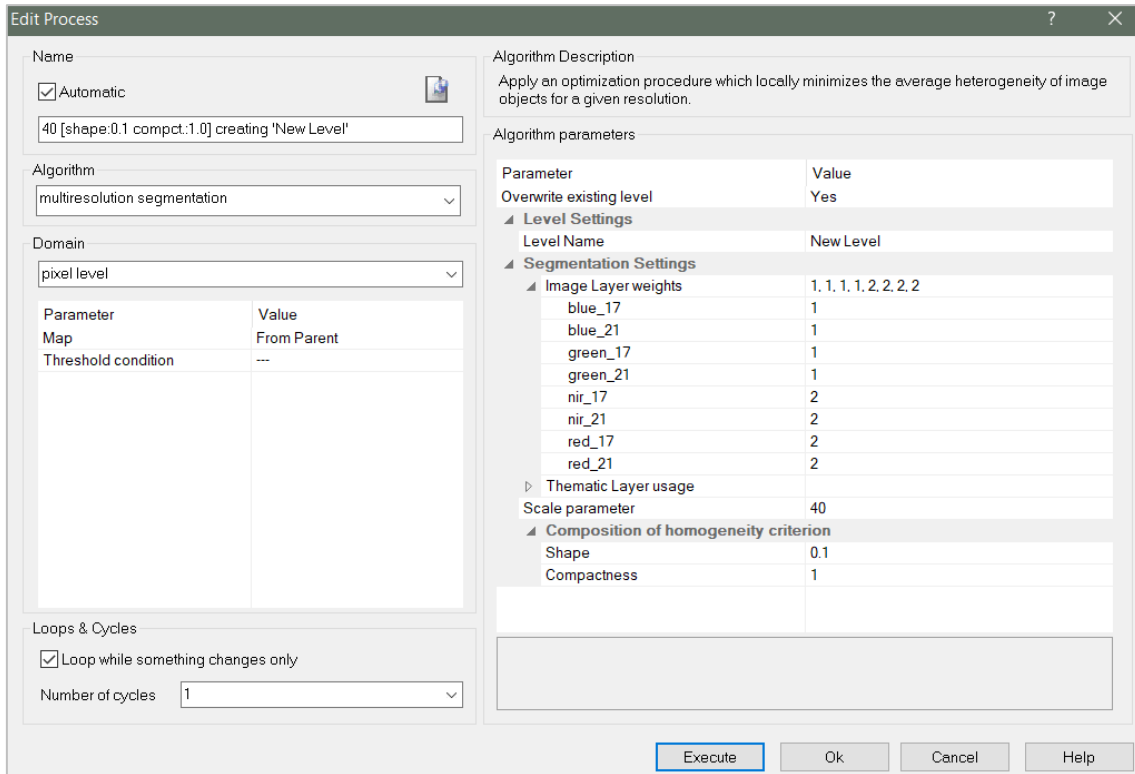 Edit Process
?
Name
Automatic
40 [shape:0.1 compct.:1.0] creating 'New Level'
Algorithm
multiresolution segmentation
Domain
pixel level
Parameter Value
Map From Parent
Threshold condition ---
Loops & Cycles
Loop while something changes only
Number of cycles 1
Algorithm Description
Apply an optimization procedure which locally minimizes the average heterogeneity of image
objects for a given resolution.
Algorithm parameters
Parameter Value
Overwrite existing level Yes
Level Settings
Level Name New Level
Segmentation Settings
Image Layer weights 1, 1, 1, 1, 2, 2, 2, 2
blue_17 1
blue_21 1
green_17 1
green_21 1
nir_17 2
nir_21 2
red_17 2
red_21 2
Thematic Layer usage
Scale parameter 40
Composition of homogeneity criterion
Shape 0.1
Compactness 1
Execute Ok Cancel Help